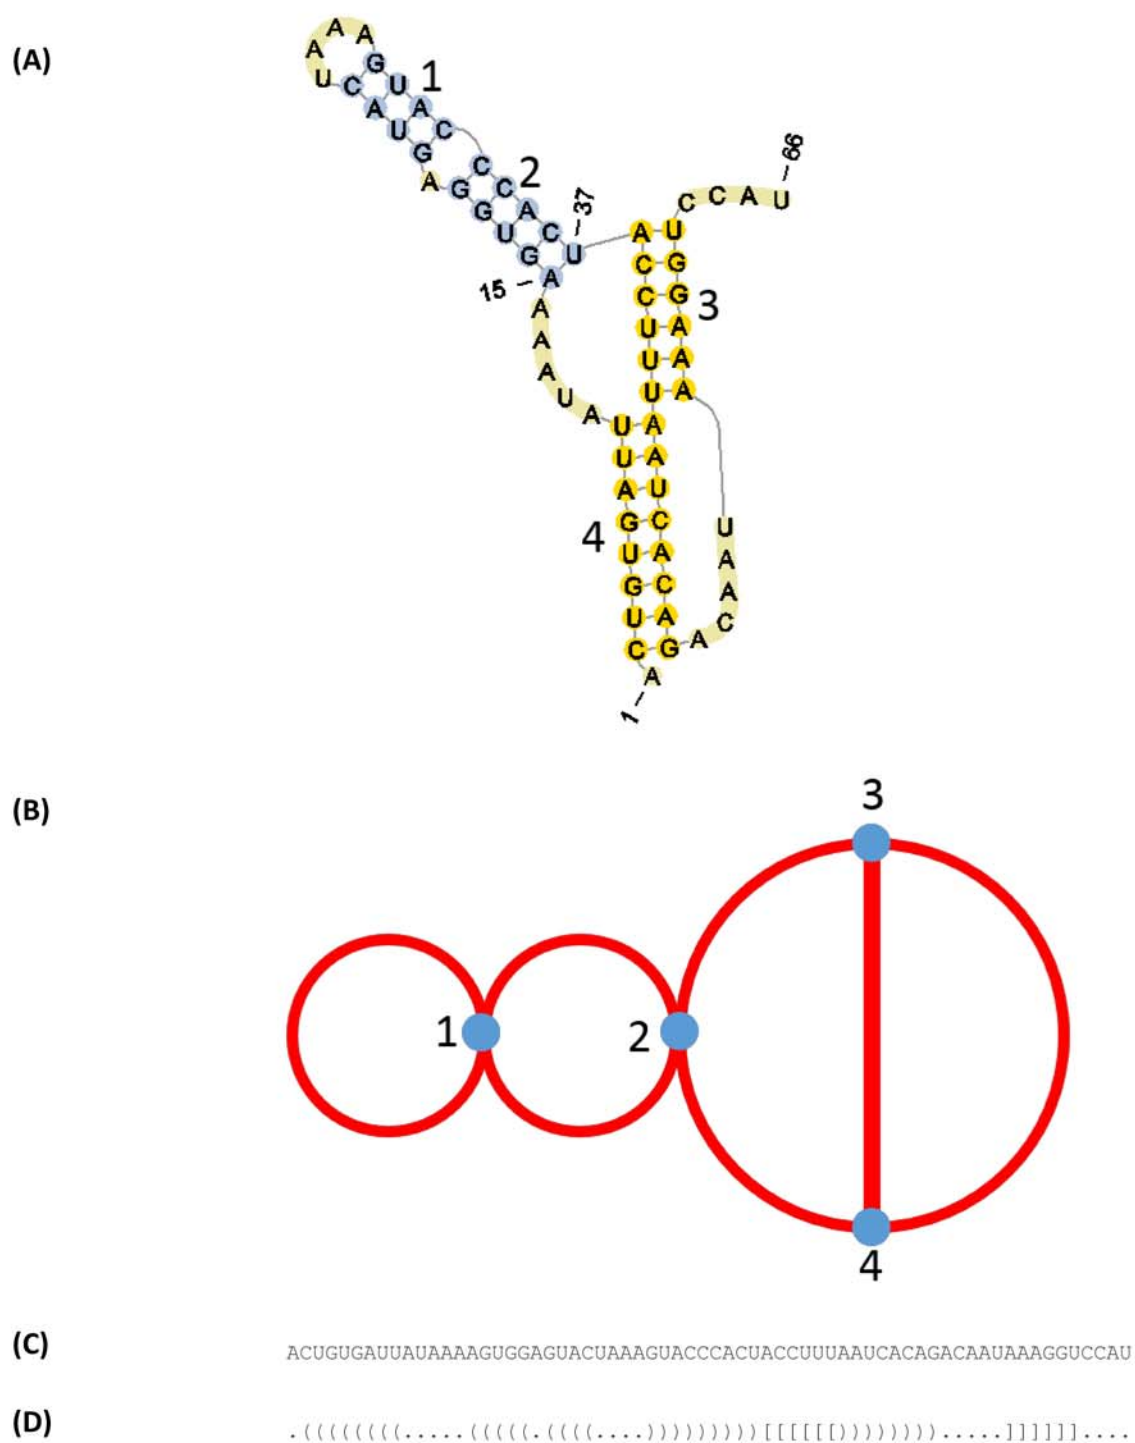 (A)
A A A U
C A U G
A
G G U G A
G U A C
1
C C A C U
2
15
37
A A A U A
U U A G U G U C
4
A
1
A C C U U U A A U C A C A G
A C A A U
A A A G G U
3
C C A U
66
(B)
1
2
3
4
(C)
ACUGUGAUUAUAAAAGUGGAGUACUAAAGUACCCACUACCUUUAAUCACAGACAAUAAAGGUCCAU
(D)
.((((((((.....(((((.((((....)))))))))[[[[[[)))))))).....]]]]]]....